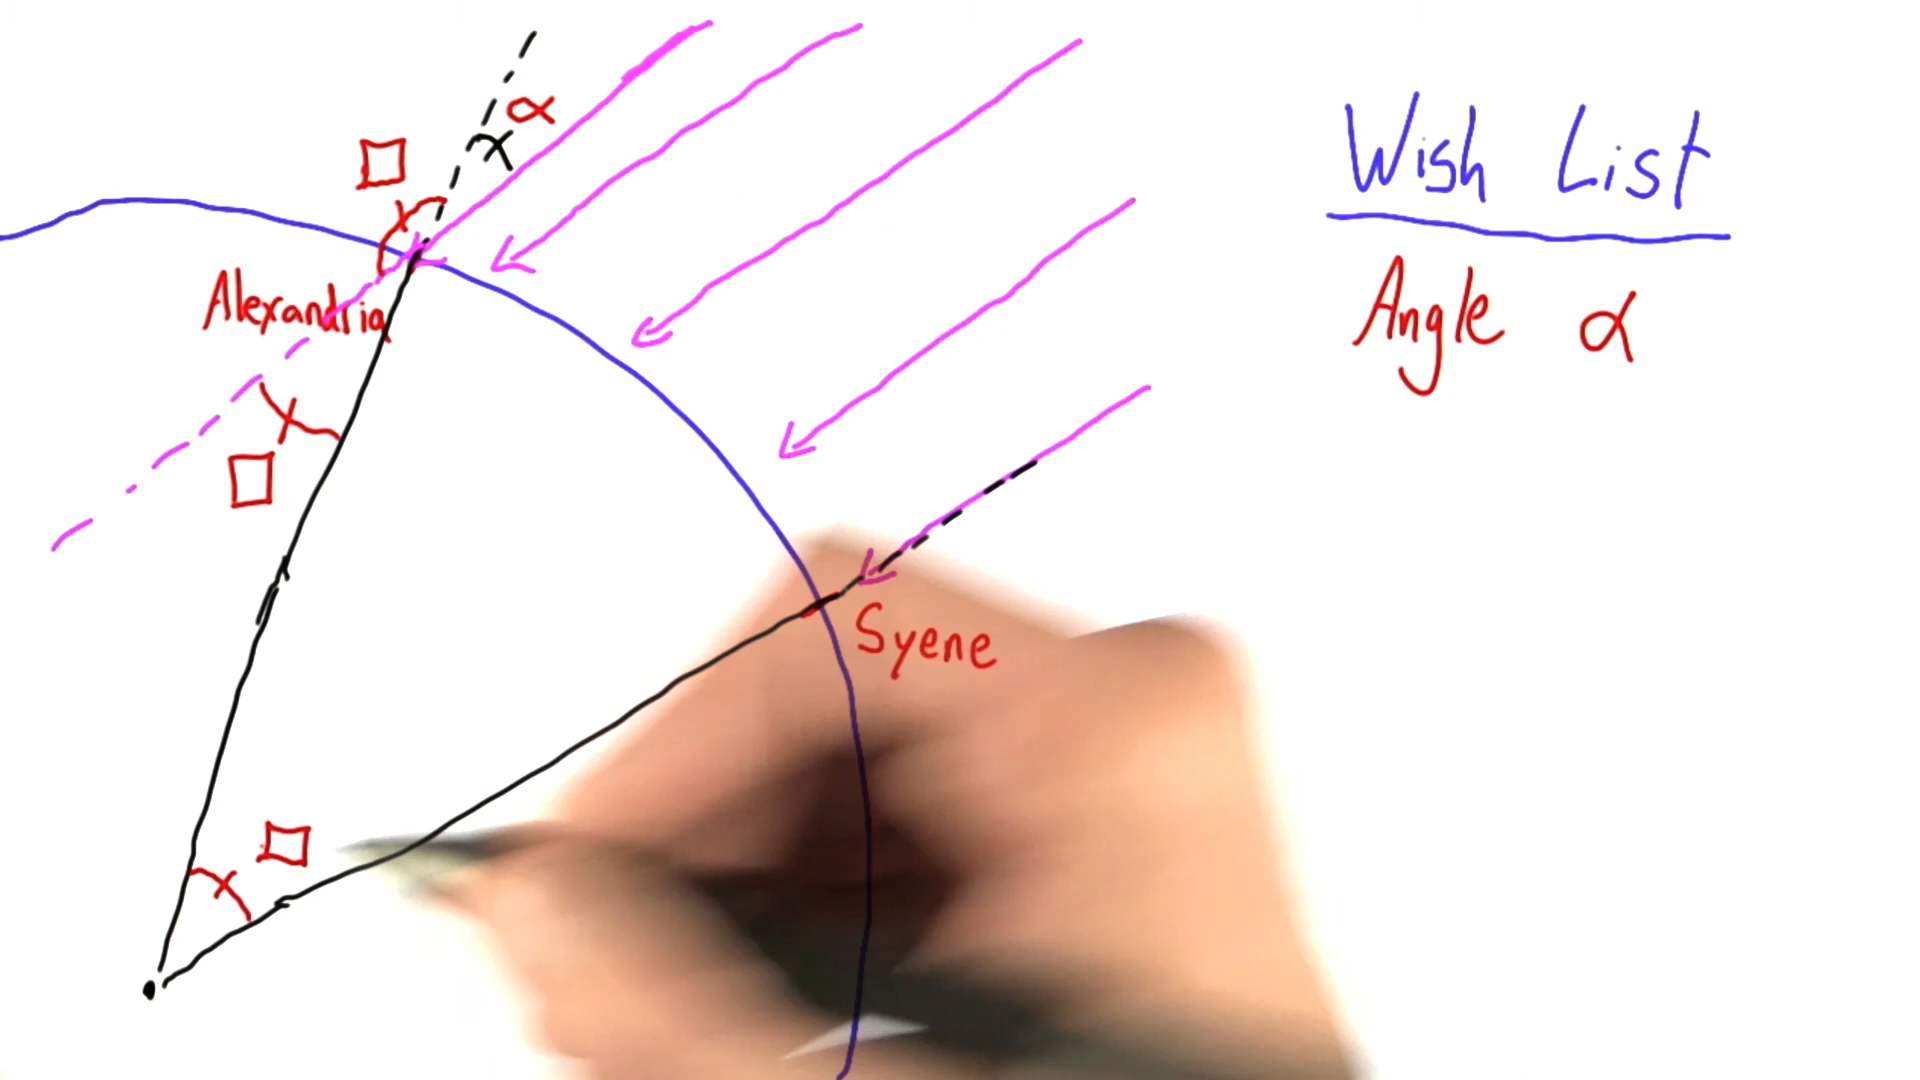 α
Wish List
Angle α
Alexandria
Syene